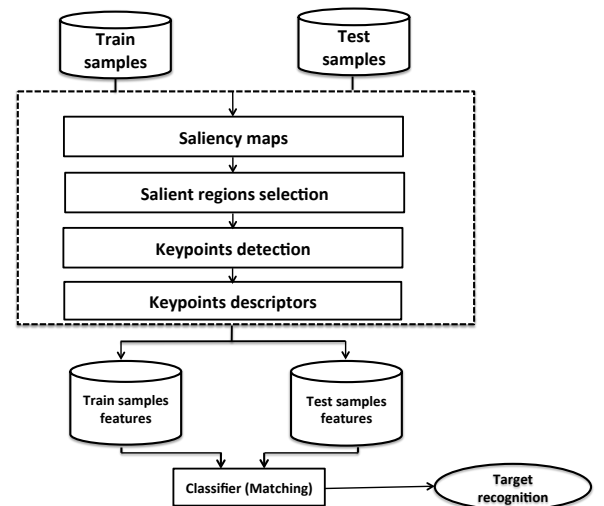 Train
samples
Test
samples
Saliency maps
Salient regions selection
Keypoints detection
Keypoints descriptors
Train samples
features
Test samples
features
Classifier (Matching)
Target
recognition